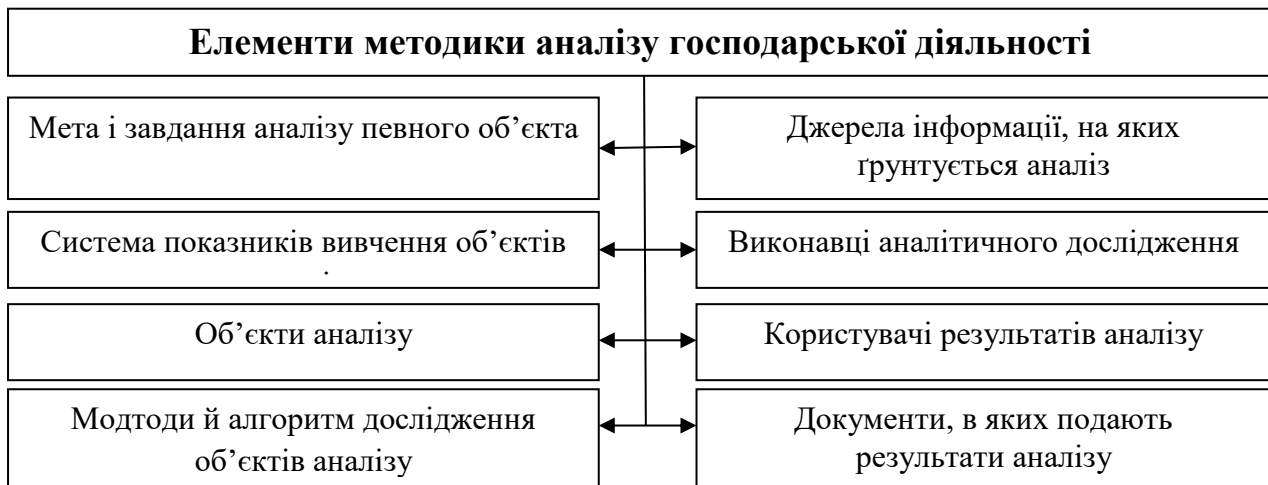 Елементи методики аналізу господарської діяльності
Мета і завдання аналізу певного об’єкта
Джерела інформації, на яких
ґрунтується аналіз
Система показників вивчення об’єктів
Виконавці аналітичного дослідження
Об’єкти аналізу
Користувачі результатів аналізу
Модтоди й алгоритм дослідження
об’єктів аналізу
Документи, в яких подають
результати аналізу